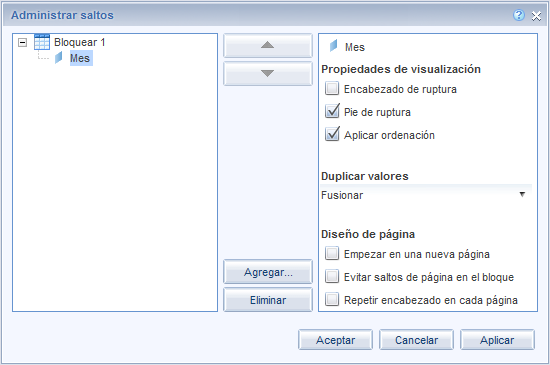 Administrar saltos
Bloquear 1
Mes
Agregar...
Eliminar
Mes
Propiedades de visualización
Encabezado de ruptura
Pie de ruptura
Aplicar ordenación
Duplicar valores
Fusionar
Diseño de página
Empezar en una nueva página
Evitar saltos de página en el bloque
Repetir encabezado en cada página
Aceptar
Cancelar
Aplicar